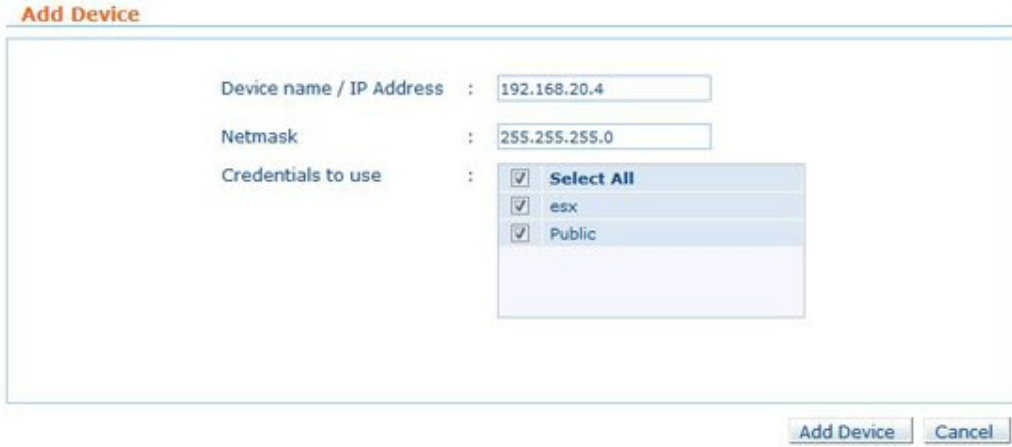 Add Device
Device name / IP Address : 192.168.20.4
Netmask : 255.255.255.0
Credentials to use : Select All
esx
Public
Add Device Cancel